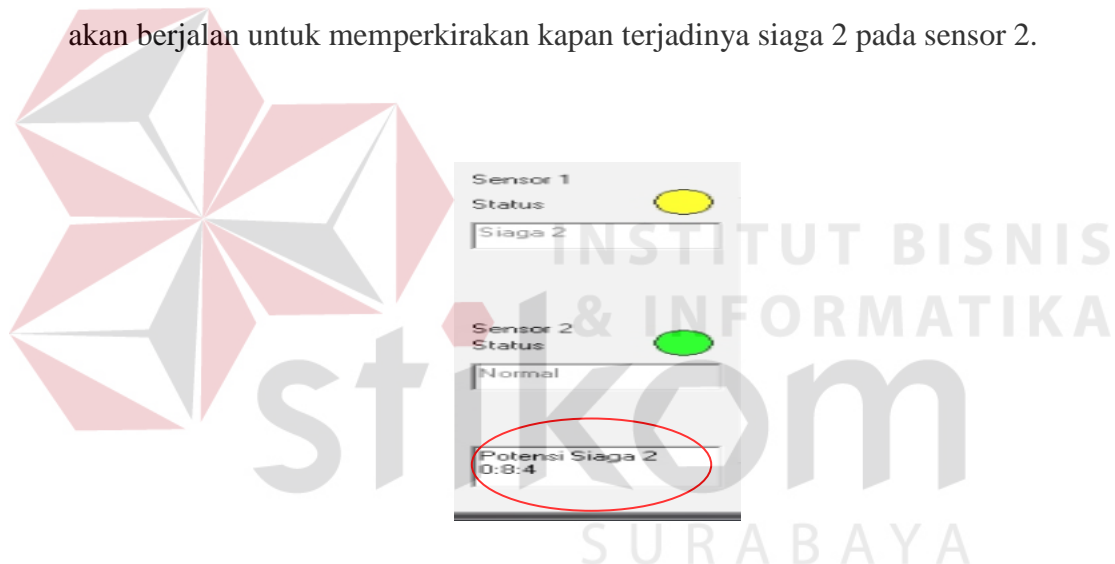 akan berjalan untuk memperkirakan kapan terjadinya siaga 2 pada sensor 2.
Sensor 1
Status
Siaga 2
INSTITUT BISNIS
& INFORMATIKA
Sensor 2
Status
Normal
stikom
Potensi Siaga 2
0:8:4
SURABAYA